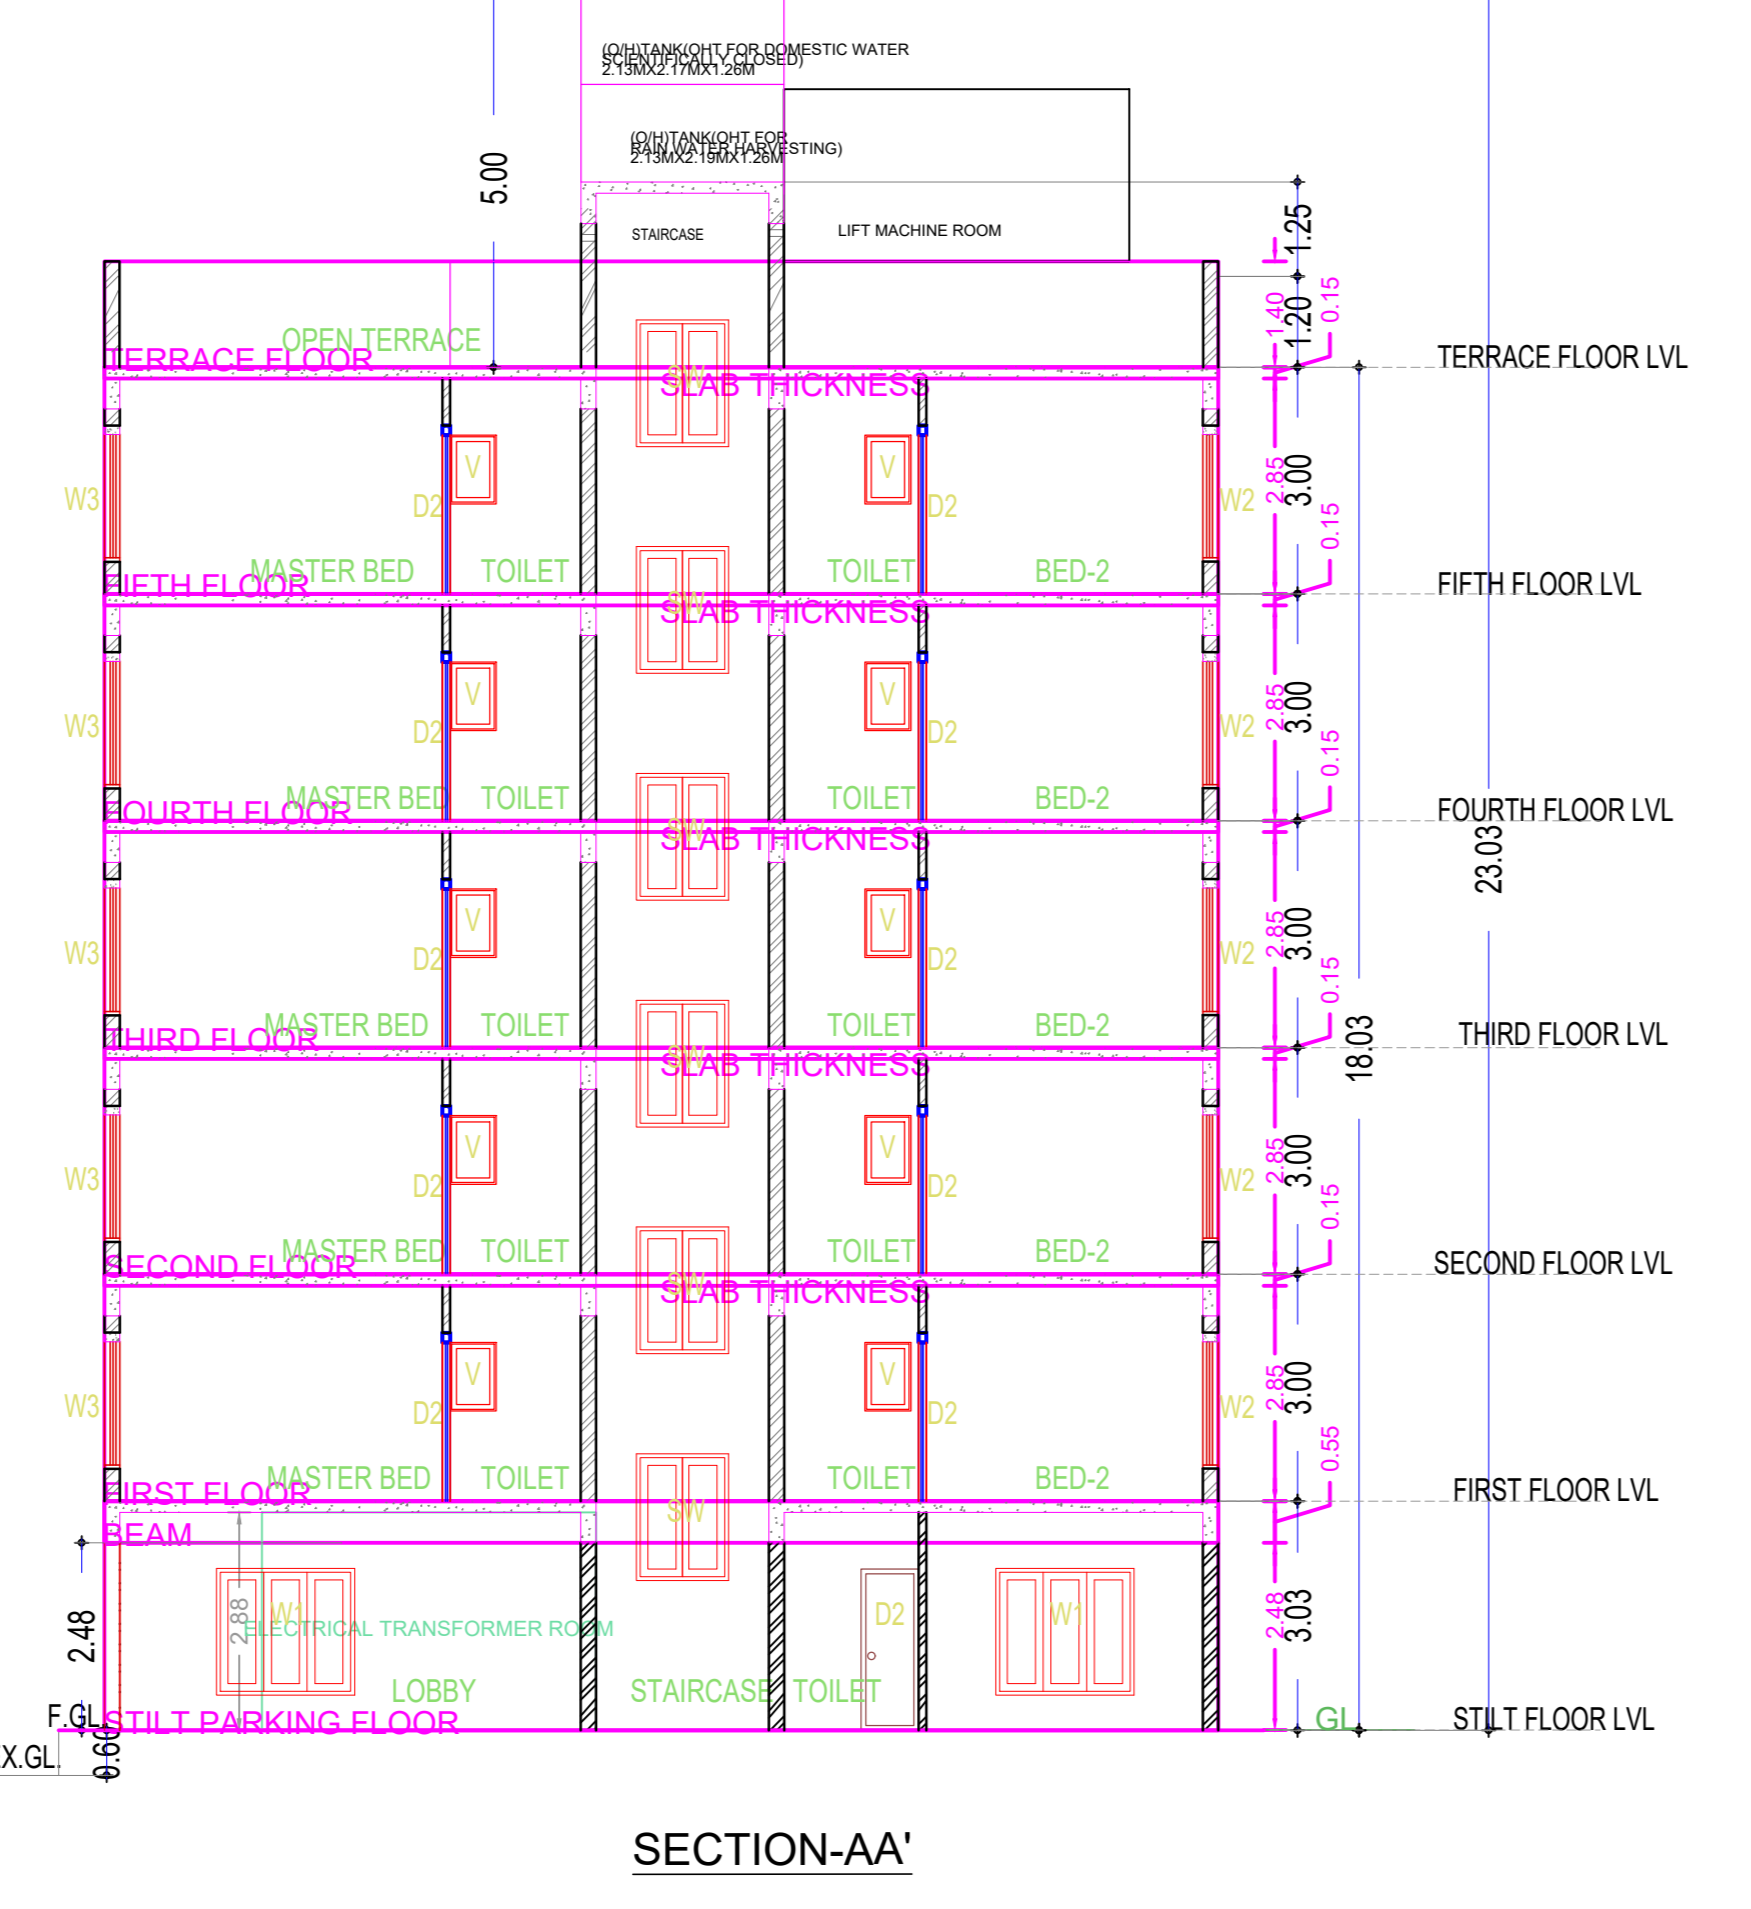 (O/H)TANK(OHT FOR DOMESTIC WATER
SCIENTIFICALLY CLOSED)
2.13MX2.17MX1.26M
(O/H)TANK(OHT FOR
RAIN WATER HARVESTING)
2.13MX2.19MX1.26M
5.00
STAIRCASE
LIFT MACHINE ROOM
1.25
1.40
1.20
0.15
OPEN TERRACE
TERRACE FLOOR
SLAB THICKNESS
SW
TERRACE FLOOR LVL
W3
D2
V
V
D2
W2
2.85
3.00
0.15
MASTER BED
TOILET
TOILET
BED-2
FIFTH FLOOR
SLAB THICKNESS
SW
FIFTH FLOOR LVL
W3
D2
V
V
D2
W2
2.85
3.00
0.15
MASTER BED
TOILET
TOILET
BED-2
FOURTH FLOOR
SLAB THICKNESS
SW
FOURTH FLOOR LVL
23.03
W3
D2
V
V
D2
W2
2.85
3.00
0.15
MASTER BED
TOILET
TOILET
BED-2
THIRD FLOOR
SLAB THICKNESS
SW
THIRD FLOOR LVL
18.03
W3
D2
V
V
D2
W2
2.85
3.00
0.15
MASTER BED
TOILET
TOILET
BED-2
SECOND FLOOR
SLAB THICKNESS
SW
SECOND FLOOR LVL
W3
D2
V
V
D2
W2
2.85
3.00
0.55
MASTER BED
TOILET
TOILET
BED-2
FIRST FLOOR
SW
FIRST FLOOR LVL
BEAM
2.48
2.88
W1
ELECTRICAL TRANSFORMER ROOM
D2
W1
2.48
3.03
LOBBY
STAIRCASE
TOILET
F.GL.
STILT PARKING FLOOR
GL
STILT FLOOR LVL
0.60
X.GL.
SECTION-AA'